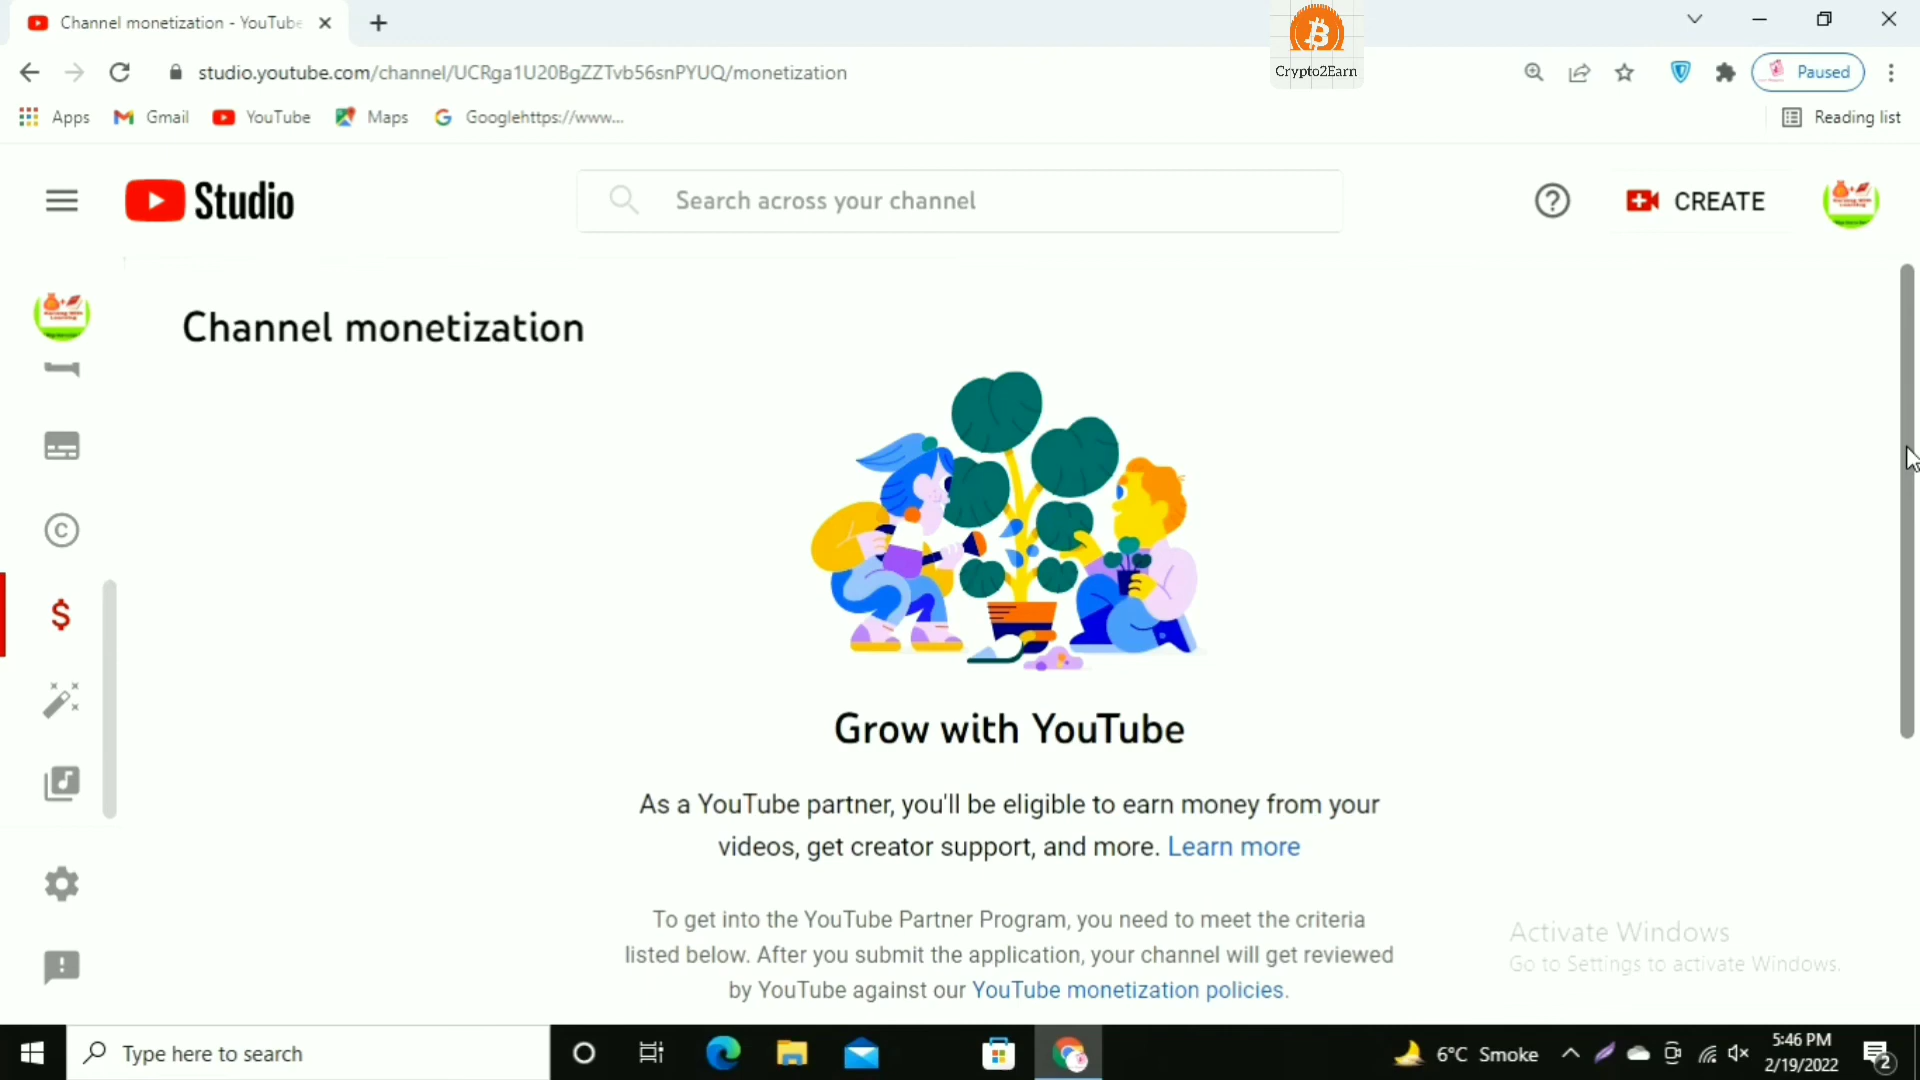 Channel monetization - YouTube
Crypto2Earn
studio.youtube.com/channel/UCRga1U20BgZZTvb56snPYUQ/monetization
Paused
Apps
Gmail
YouTube
Maps
Googlehttps://www...
Reading list
Studio
Search across your channel
CREATE
Channel monetization
Grow with YouTube
As a YouTube partner, you'll be eligible to earn money from your
videos, get creator support, and more. Learn more
To get into the YouTube Partner Program, you need to meet the criteria
listed below. After you submit the application, your channel will get reviewed
by YouTube against our YouTube monetization policies.
Activate Windows
Go to Settings to activate Windows.
Type here to search
6°C Smoke
5:46 PM
2/19/2022
2